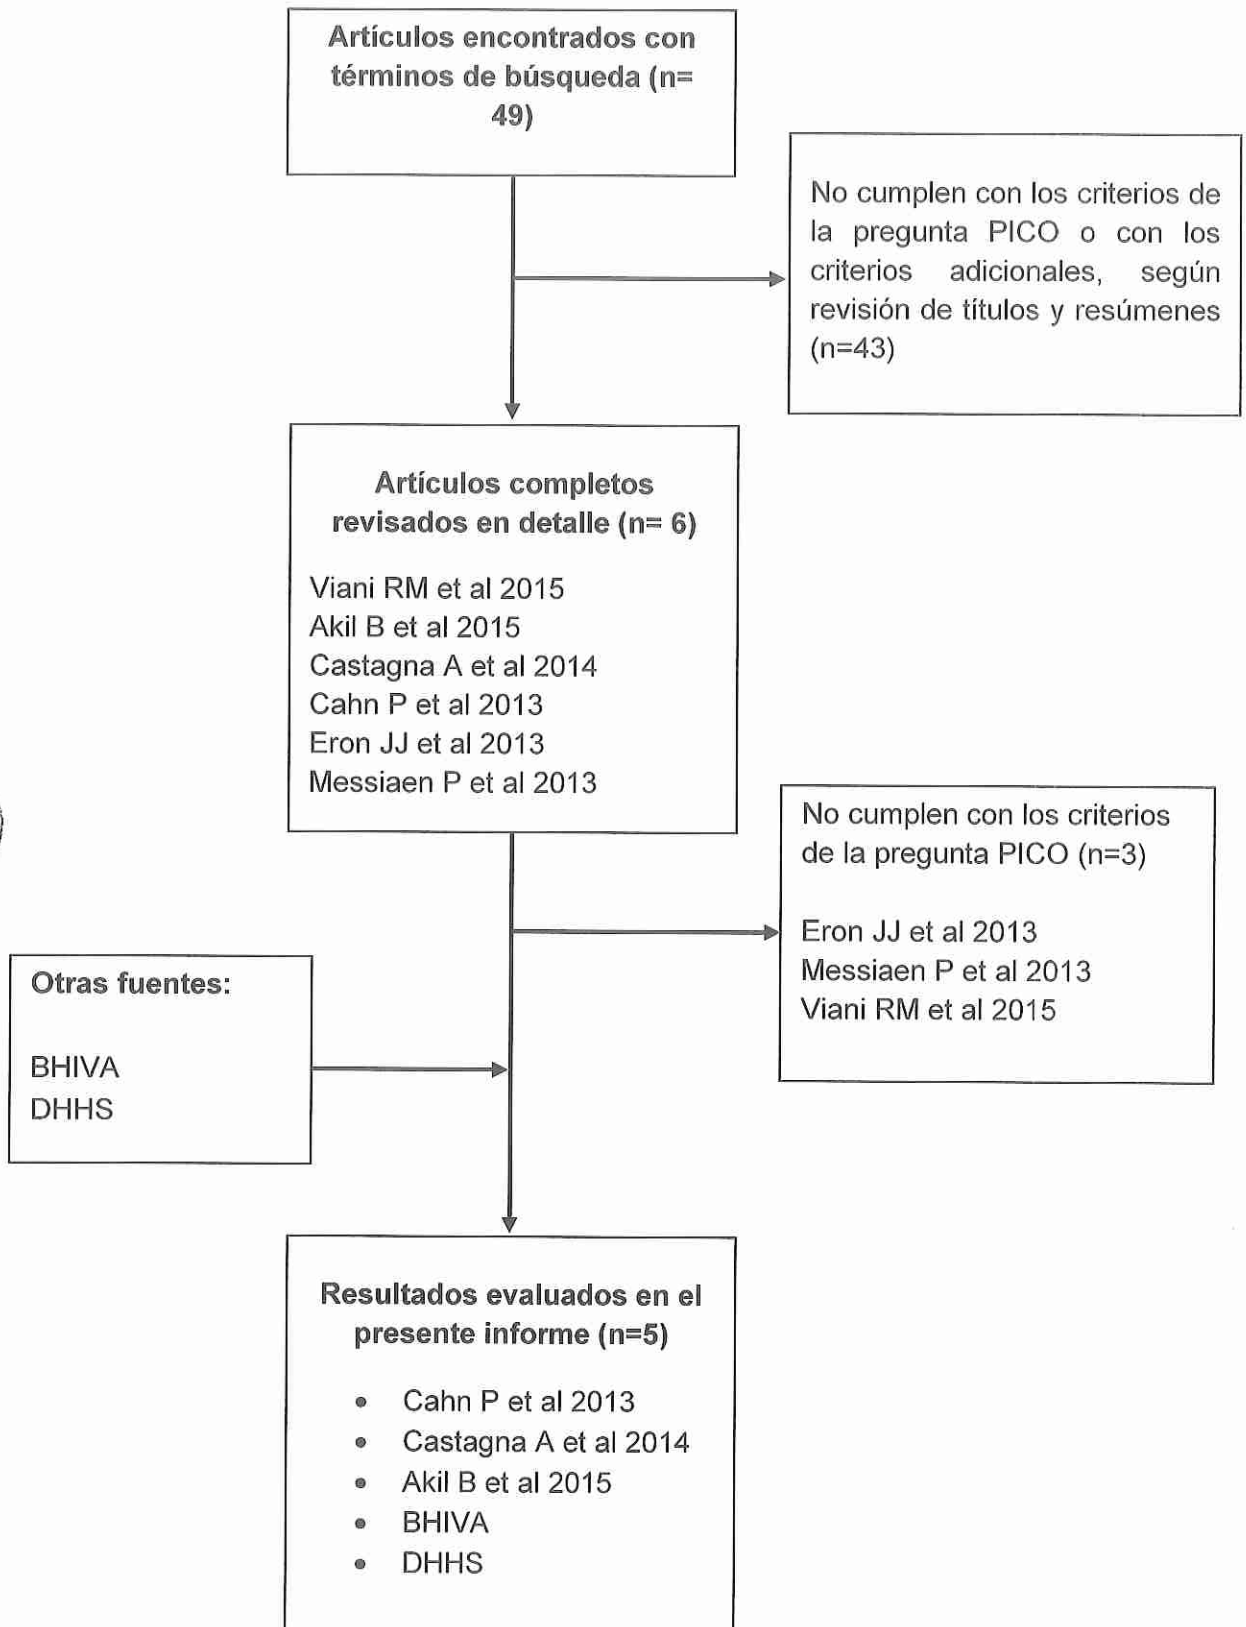 Artículos encontrados con
términos de búsqueda (n=
49)
No cumplen con los criterios de
la pregunta PICO o con los
criterios adicionales, según
revisión de títulos y resúmenes
(n=43)
Artículos completos
revisados en detalle (n= 6)
Viani RM et al 2015
Akil B et al 2015
Castagna A et al 2014
Cahn P et al 2013
Eron JJ et al 2013
Messiaen P et al 2013
No cumplen con los criterios
de la pregunta PICO (n=3)
Eron JJ et al 2013
Messiaen P et al 2013
Viani RM et al 2015
Otras fuentes:
BHIVA
DHHS
Resultados evaluados en el
presente informe (n=5)
• Cahn P et al 2013
• Castagna A et al 2014
• Akil B et al 2015
• BHIVA
• DHHS